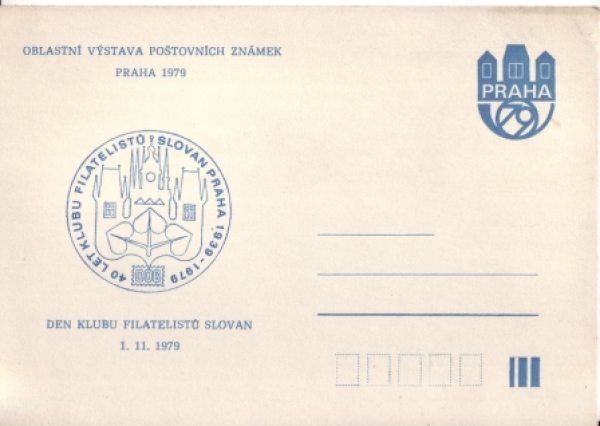 OBLASTNÍ VÝSTAVA POŠTOVNÍCH ZNÁMEK
PRAHA 1979
PRAHA
79
40 LET KLUBU FILATELISTŮ SLOVAN PRAHA 1939-1979
DEN KLUBU FILATELISTŮ SLOVAN
1. 11. 1979